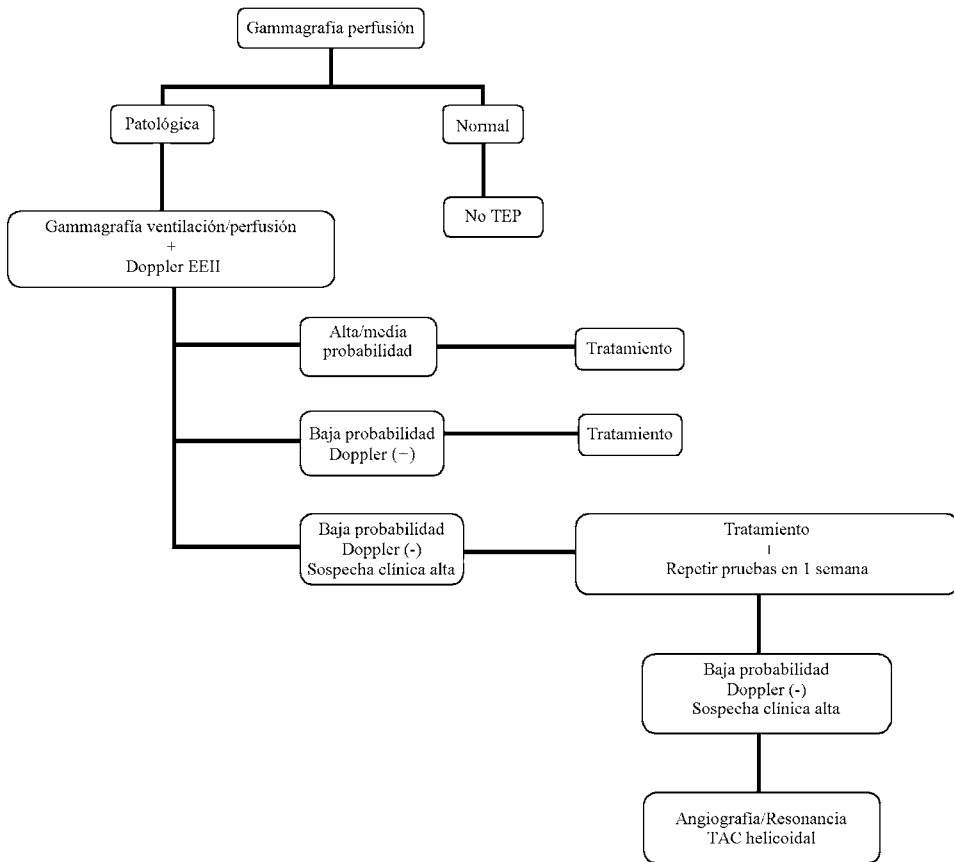 Gammagrafía perfusión
Patológica
Normal
No TEP
Gammagrafía ventilación/perfusión
+
Doppler EEII
Alta/media
probabilidad
Tratamiento
Baja probabilidad
Doppler (+)
Tratamiento
Baja probabilidad
Doppler (-)
Sospecha clínica alta
Tratamiento
+
Repetir pruebas en 1 semana
Baja probabilidad
Doppler (-)
Sospecha clínica alta
Angiografía/Resonancia
TAC helicoidal